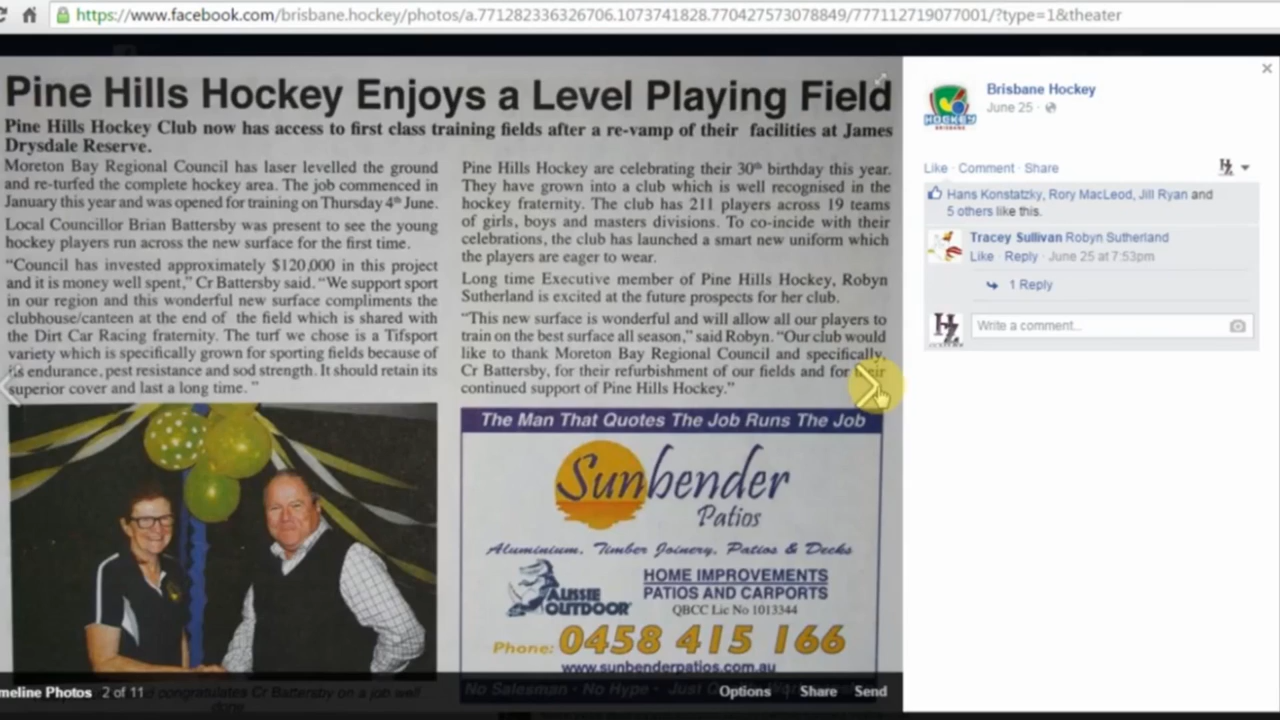 https://www.facebook.com/brisbane.hockey/photos/a.771282336326706.1073741828.770427573078849/777112719077001/?type=1&theater
Pine Hills Hockey Enjoys a Level Playing Field
Pine Hills Hockey Club now has access to first class training fields after a re-vamp of their facilities at James
Drysdale Reserve.
Moreton Bay Regional Council has laser levelled the ground
and re-turfed the complete hockey area. The job commenced in
January this year and was opened for training on Thursday 4th June.
Local Councillor Brian Battersby was present to see the young
hockey players run across the new surface for the first time.
"Council has invested approximately $120,000 in this project
and it is money well spent," Cr Battersby said. "We support sport
in our region and this wonderful new surface compliments the
clubhouse/canteen at the end of the field which is shared with
the Dirt Car Racing fraternity. The turf we chose is a Tifsport
variety which is specifically grown for sporting fields because of
its endurance, pest resistance and sod strength. It should retain its
superior cover and last a long time. "
Pine Hills Hockey are celebrating their 30th birthday this year.
They have grown into a club which is well recognised in the
hockey fraternity. The club has 211 players across 19 teams
of girls, boys and masters divisions. To co-incide with their
celebrations, the club has launched a smart new uniform which
the players are eager to wear.
Long time Executive member of Pine Hills Hockey, Robyn
Sutherland is excited at the future prospects for her club.
"This new surface is wonderful and will allow all our players to
train on the best surface all season," said Robyn. "Our club would
like to thank Moreton Bay Regional Council and specifically,
Cr Battersby, for their refurbishment of our fields and for their
continued support of Pine Hills Hockey."
The Man That Quotes The Job Runs The Job
Sunbender
Patios
Aluminium, Timber Joinery, Patios & Decks
AUSSIE
OUTDOOR
HOME IMPROVEMENTS
PATIOS AND CARPORTS
QBCC Lic No 1013344
Phone: 0458 415 166
www.sunbenderpatios.com.au
No Salesman · No Hype · Just
congratulates Cr Battersby on a job well
done
meline Photos 2 of 11
Options Share Send
HOCKEY
BRISBANE
Brisbane Hockey
June 25
Like · Comment · Share
HZ
Hans Konstatzky, Rory MacLeod, Jill Ryan and
5 others like this.
Tracey Sullivan Robyn Sutherland
Like · Reply · June 25 at 7:53pm
1 Reply
HZ
Write a comment...